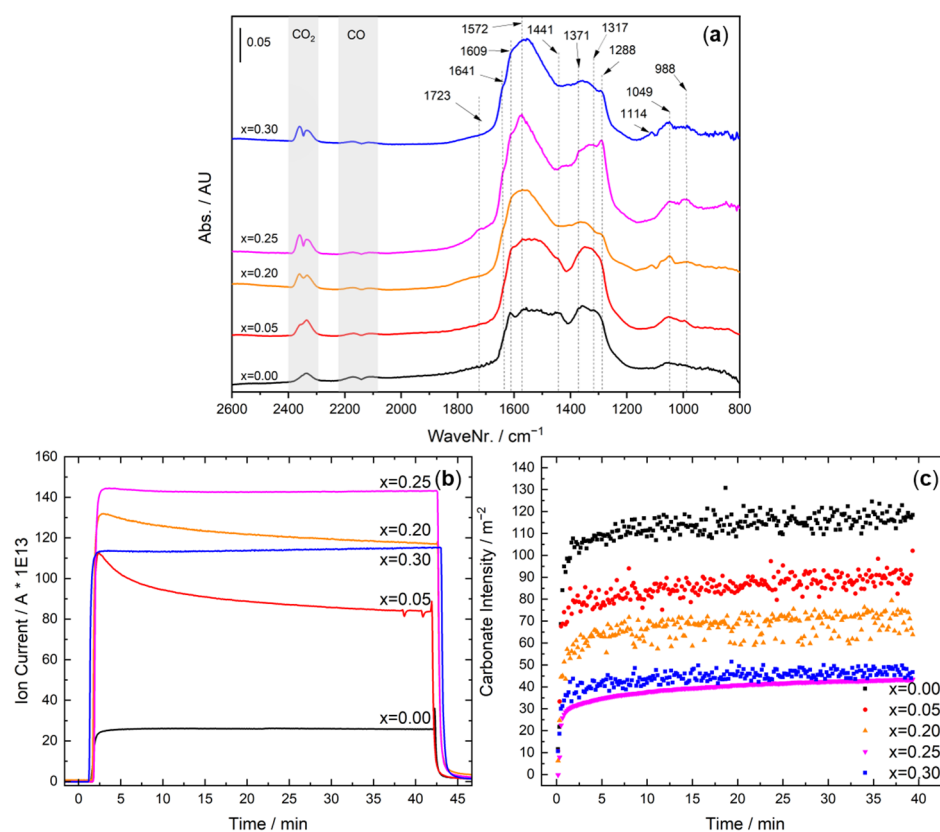 0.05
CO2
CO
(a)
1572
1441
1371
1317
1609
1288
1641
988
1723
1049
1114
x=0.30
x=0.25
x=0.20
x=0.05
x=0.00
Abs. / AU
2600 2400 2200 2000 1800 1600 1400 1200 1000 800
WaveNr. / cm−1
160
140
120
100
80
60
40
20
0
Ion Current / A * 1E13
(b)
x=0.25
x=0.20
x=0.30
x=0.05
x=0.00
0 5 10 15 20 25 30 35 40 45
Time / min
140
130
120
110
100
90
80
70
60
50
40
30
20
10
0
Carbonate Intensity / m−2
(c)
x=0.00
x=0.05
x=0.20
x=0.25
x=0.30
0 5 10 15 20 25 30 35 40
Time / min